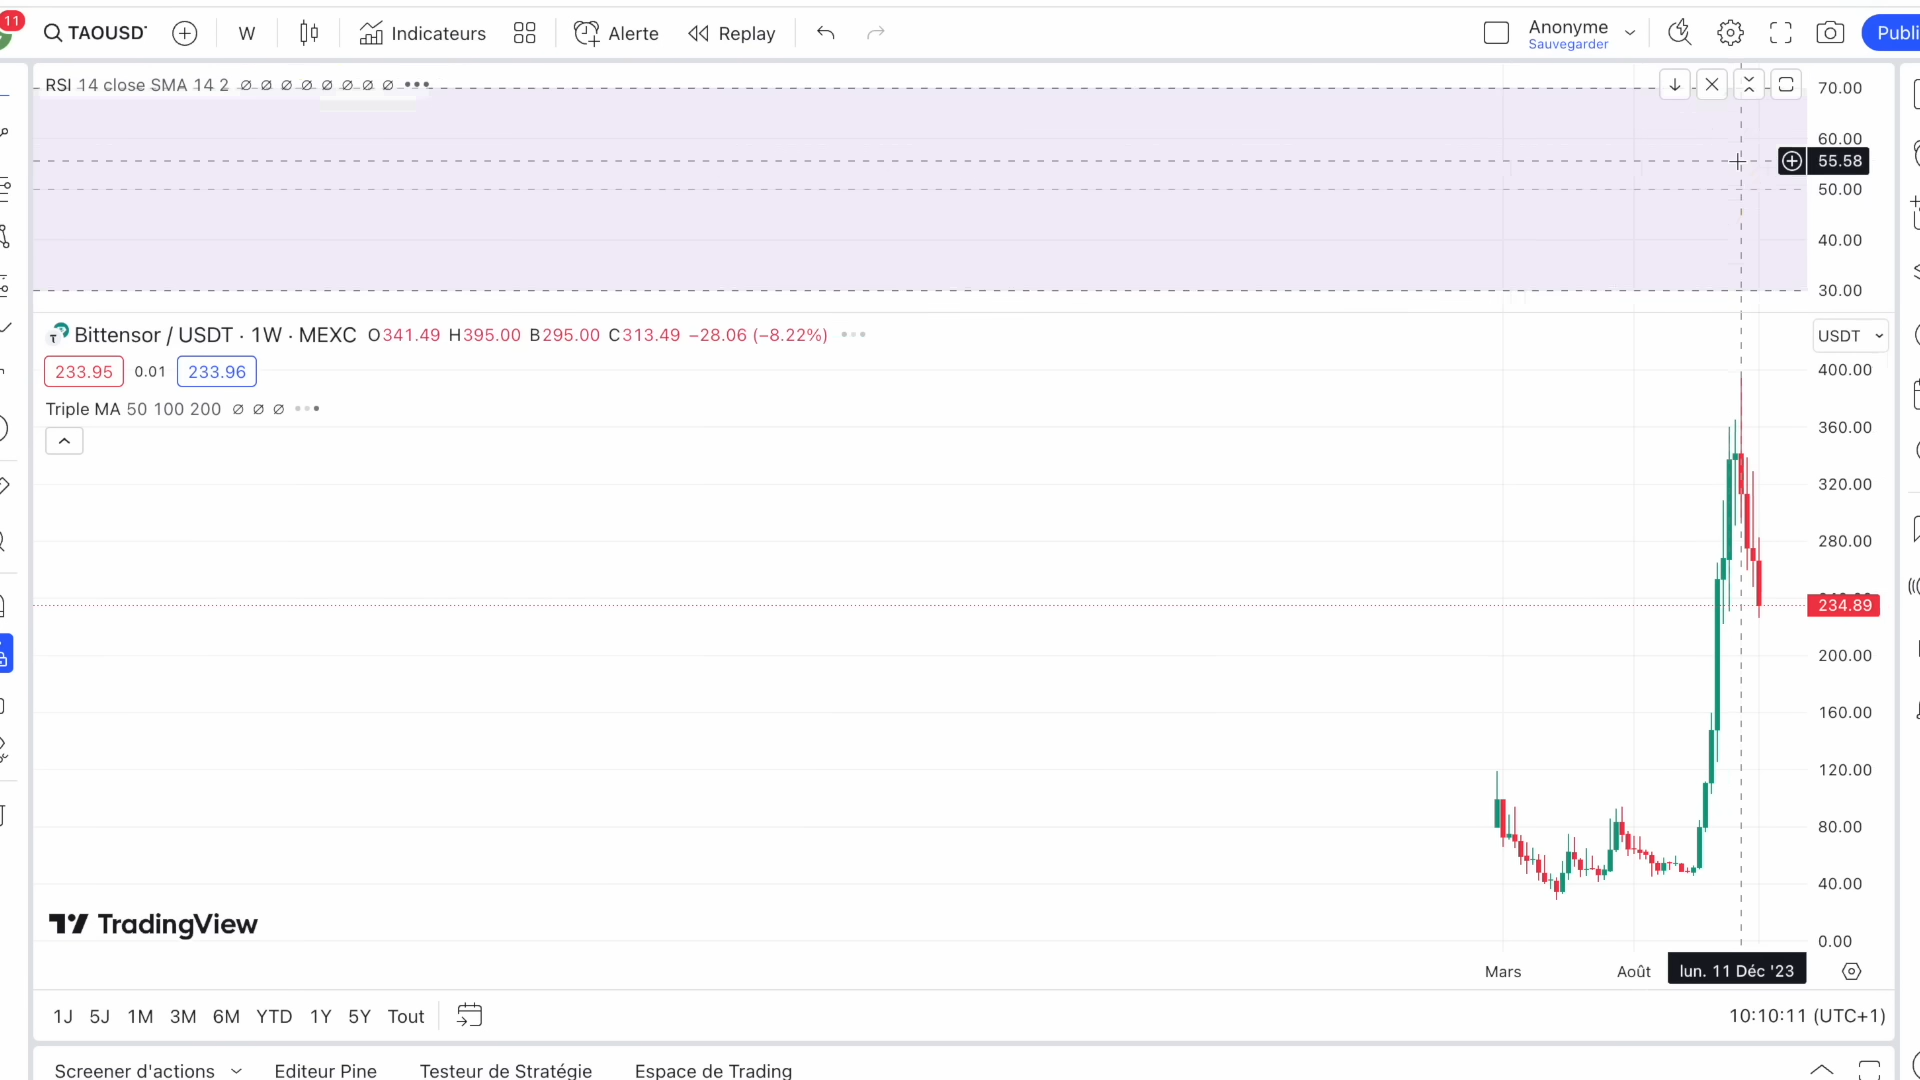 11
TAOUSD
W
Indicateurs
Alerte
Replay
Anonyme
Sauvegarder
Publi
RSI 14 close SMA 14 2 ∅ ∅ ∅ ∅ ∅ ∅ ∅ ∅
70.00
60.00
55.58
50.00
40.00
30.00
Bittensor / USDT · 1W · MEXC O341.49 H395.00 B295.00 C313.49 −28.06 (−8.22%)
USDT
233.95 0.01 233.96
400.00
Triple MA 50 100 200 ∅ ∅ ∅
360.00
320.00
280.00
234.89
200.00
160.00
120.00
80.00
40.00
TradingView
0.00
Mars Août lun. 11 Déc '23
1J 5J 1M 3M 6M YTD 1Y 5Y Tout
10:10:11 (UTC+1)
Screener d'actions Editeur Pine Testeur de Stratégie Espace de Trading